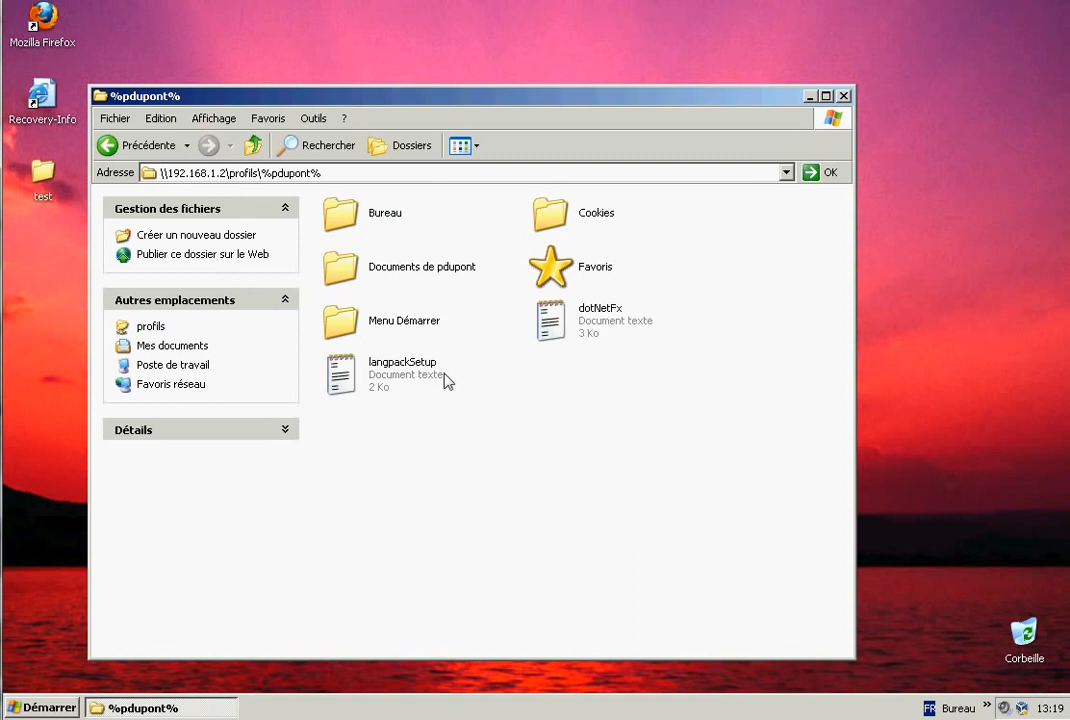 Mozilla Firefox
Recovery-Info
test
%pdupont%
Fichier Edition Affichage Favoris Outils ?
Précédente Rechercher Dossiers
Adresse \\192.168.1.2\profils\%pdupont% OK
Gestion des fichiers
Créer un nouveau dossier
Publier ce dossier sur le Web
Autres emplacements
profils
Mes documents
Poste de travail
Favoris réseau
Détails
Bureau
Cookies
Documents de pdupont
Favoris
Menu Démarrer
dotNetFx
Document texte
3 Ko
langpackSetup
Document texte
2 Ko
Corbeille
Démarrer %pdupont% FR Bureau » 13:19